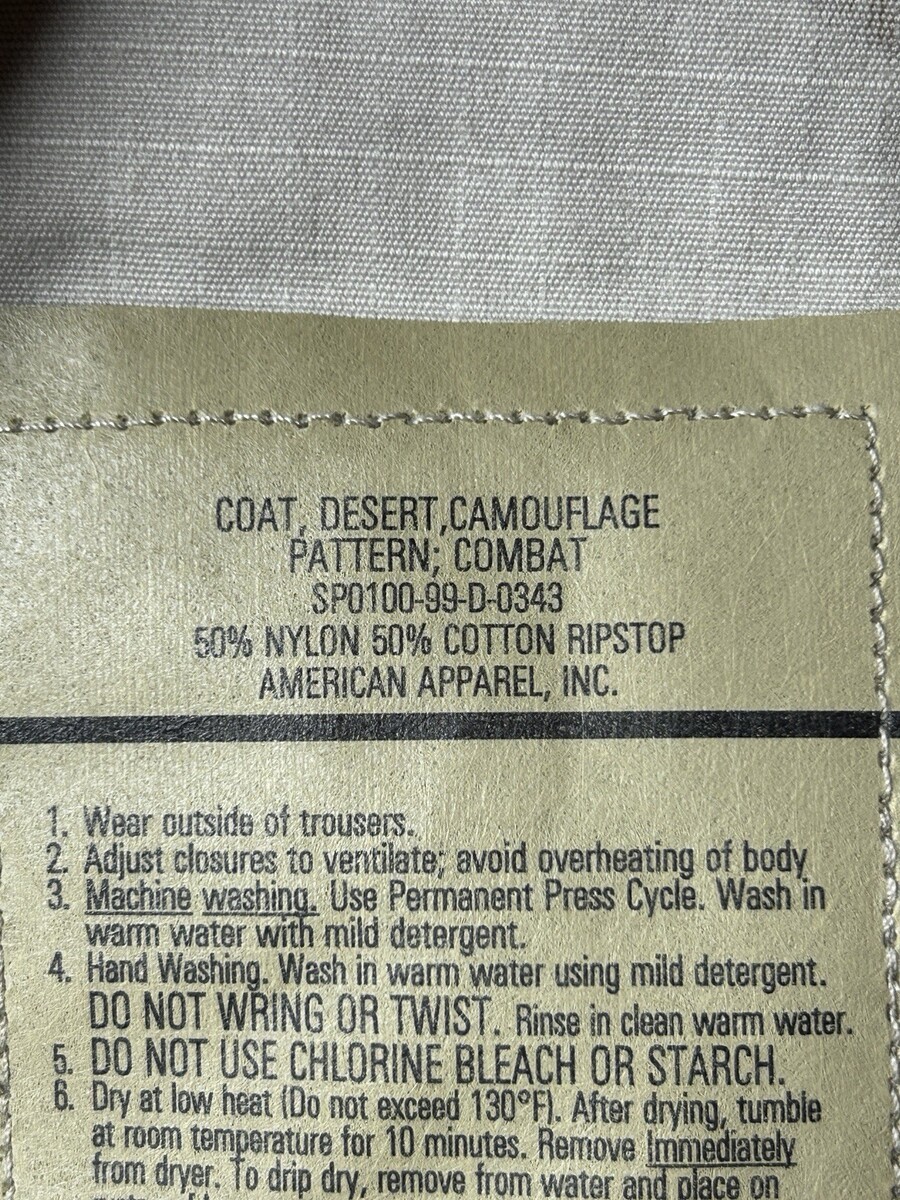 COAT, DESERT,CAMOUFLAGE
PATTERN; COMBAT
SP0100-99-D-0343
50% NYLON 50% COTTON RIPSTOP
AMERICAN APPAREL, INC.
1. Wear outside of trousers.
2. Adjust closures to ventilate; avoid overheating of body
3. Machine washing. Use Permanent Press Cycle. Wash in
warm water with mild detergent.
4. Hand Washing. Wash in warm water using mild detergent.
DO NOT WRING OR TWIST. Rinse in clean warm water.
5. DO NOT USE CHLORINE BLEACH OR STARCH.
6. Dry at low heat (Do not exceed 130°F). After drying, tumble
at room temperature for 10 minutes. Remove Immediately
from dryer. To drip dry, remove from water and place on